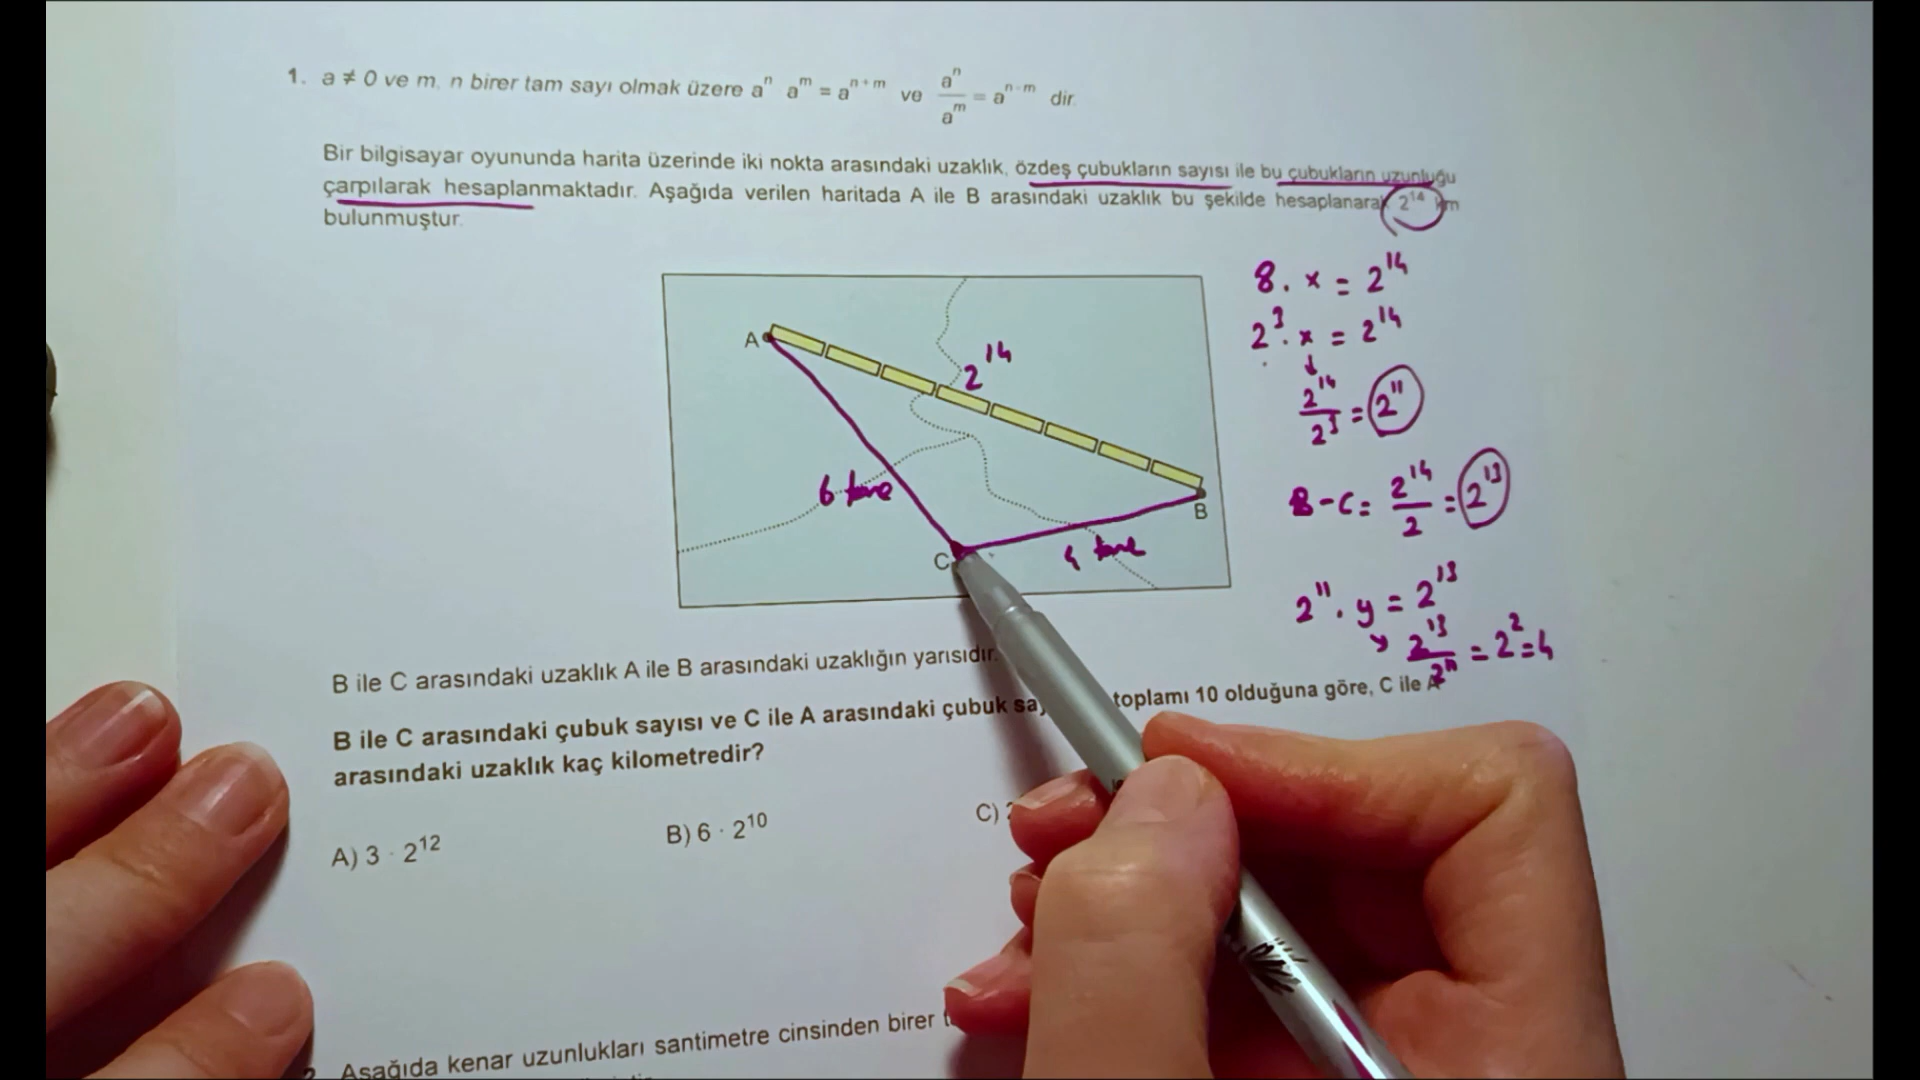 1. a ≠ 0 ve m, n birer tam sayı olmak üzere aⁿ aᵐ = aⁿ⁺ᵐ ve aⁿ/aᵐ = aⁿ⁻ᵐ dir.
Bir bilgisayar oyununda harita üzerinde iki nokta arasındaki uzaklık, özdeş çubukların sayısı ile bu çubukların uzunluğu
çarpılarak hesaplanmaktadır. Aşağıda verilen haritada A ile B arasındaki uzaklık bu şekilde hesaplanarak 2¹⁴ km
bulunmuştur.
8 . x = 2¹⁴
2³ . x = 2¹⁴
2¹⁴/2³ = 2¹¹
A
2¹⁴
6 tane
B
C
4 tane
B-C = 2¹⁴/2 = 2¹³
2¹¹ . y = 2¹³
2¹³/2¹¹ = 2² = 4
B ile C arasındaki uzaklık A ile B arasındaki uzaklığın yarısıdır.
B ile C arasındaki çubuk sayısı ve C ile A arasındaki çubuk toplamı 10 olduğuna göre, C ile A
arasındaki uzaklık kaç kilometredir?
A) 3 · 2¹²
B) 6 · 2¹⁰
C)
Aşağıda kenar uzunlukları santimetre cinsinden birer